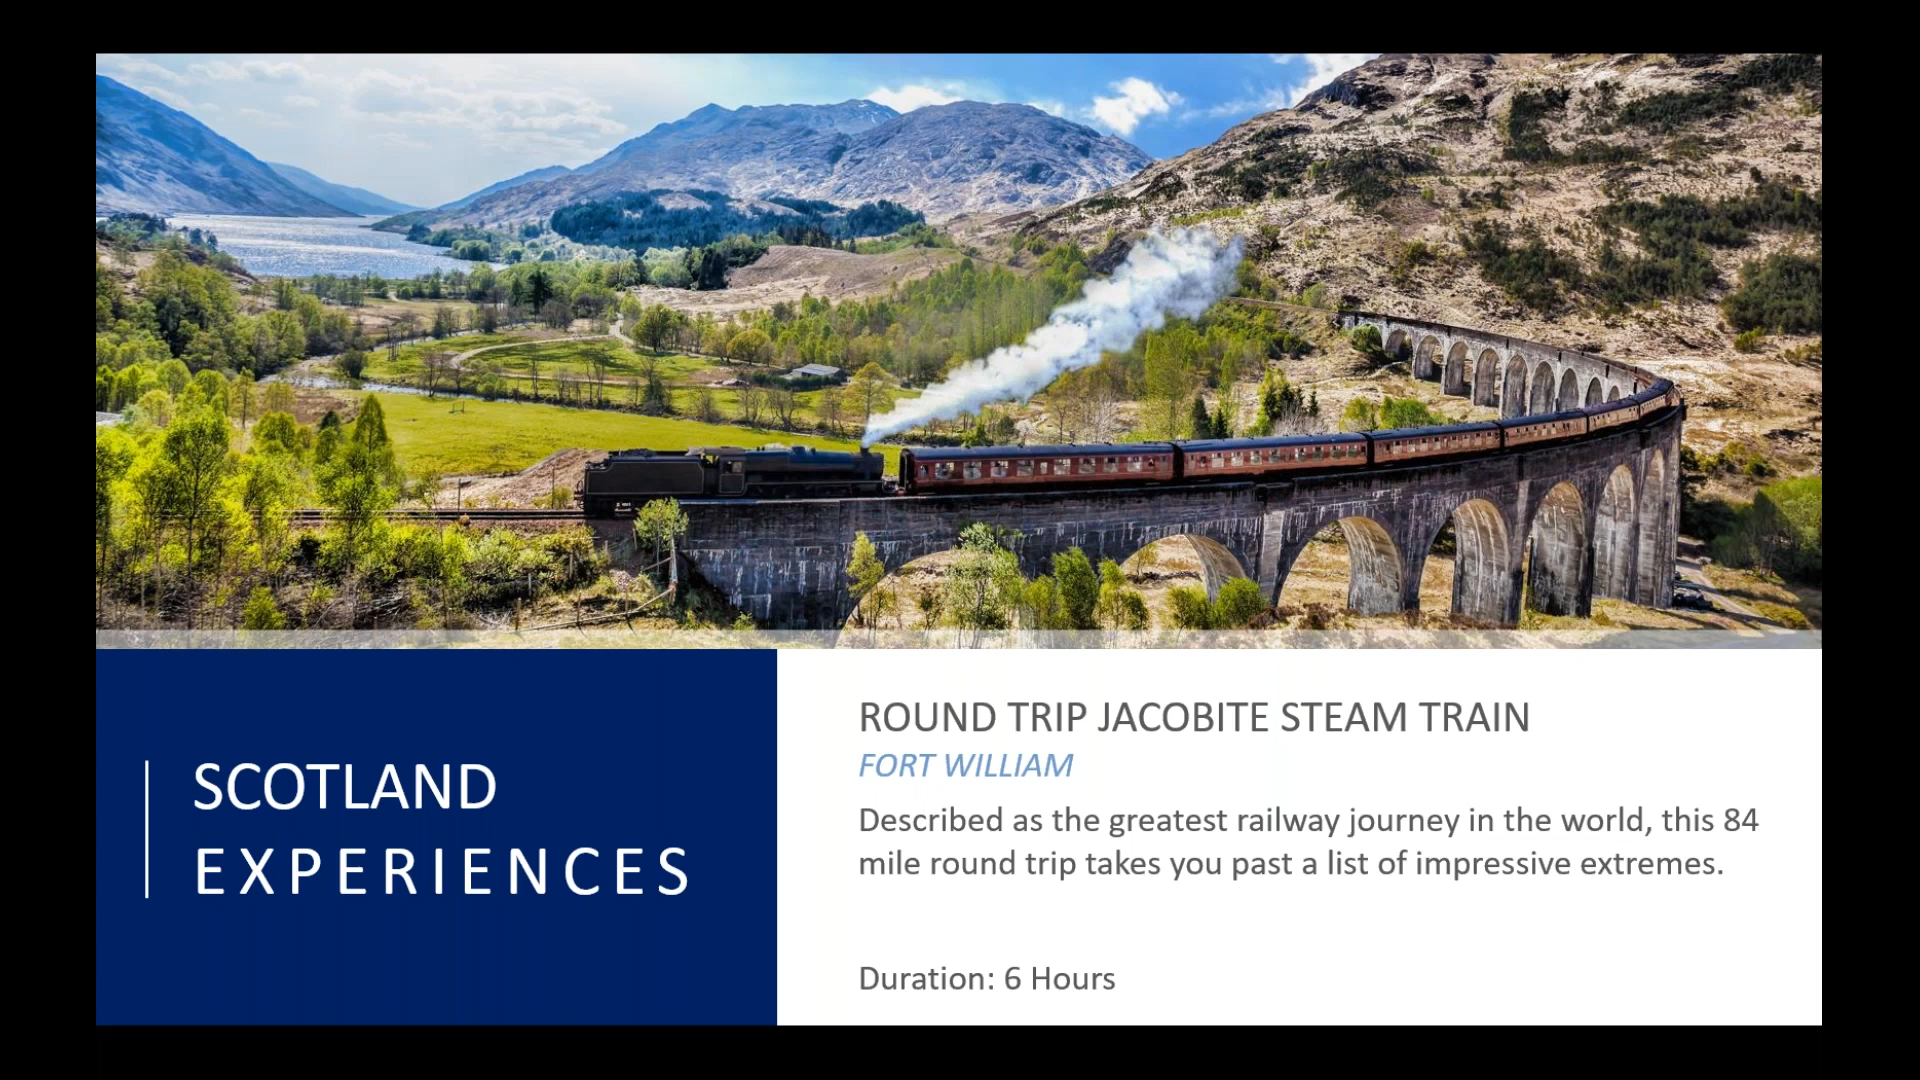 SCOTLAND
EXPERIENCES
ROUND TRIP JACOBITE STEAM TRAIN
FORT WILLIAM
Described as the greatest railway journey in the world, this 84
mile round trip takes you past a list of impressive extremes.
Duration: 6 Hours